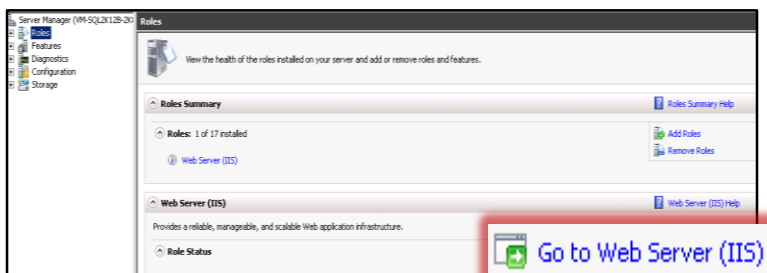 Server Manager (VM-SQL2K12B-2K
Roles
Features
Diagnostics
Configuration
Storage
Roles
View the health of the roles installed on your server and add or remove roles and features.
Roles Summary
Roles Summary Help
Roles: 1 of 17 installed
Add Roles
Remove Roles
Web Server (IIS)
Web Server (IIS)
Web Server (IIS) Help
Provides a reliable, manageable, and scalable Web application infrastructure.
Role Status
Go to Web Server (IIS)